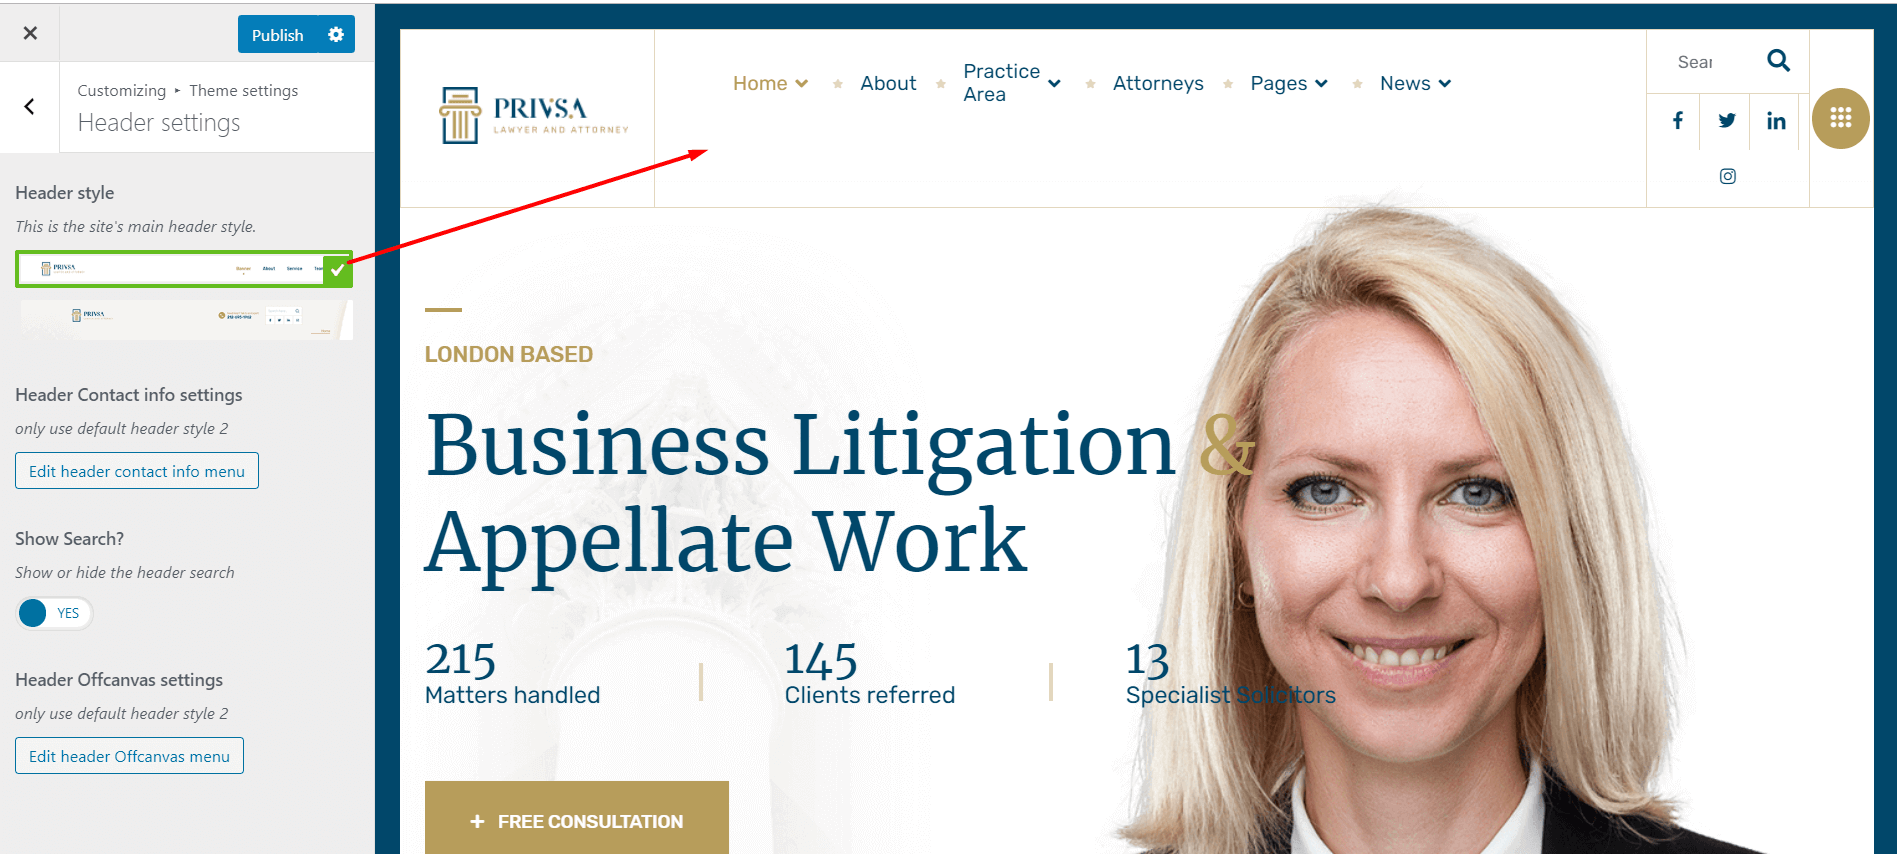 Publish
Customizing ▸ Theme settings
Header settings
Header style
This is the site's main header style.
PRIVSA
About
Service
PRIVSA
Header Contact info settings
only use default header style 2
Edit header contact info menu
Show Search?
Show or hide the header search
YES
Header Offcanvas settings
only use default header style 2
Edit header Offcanvas menu
PRIVSA
LAWYER AND ATTORNEY
Home
About
Practice
Area
Attorneys
Pages
News
Sear
LONDON BASED
Business Litigation &
Appellate Work
215
Matters handled
145
Clients referred
13
Specialist Solicitors
+ FREE CONSULTATION